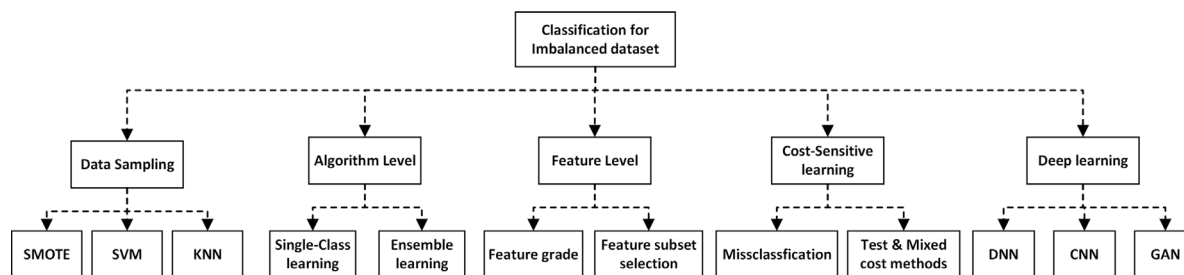 Classification for
Imbalanced dataset
Data Sampling
Algorithm Level
Feature Level
Cost-Sensitive
learning
Deep learning
SMOTE
SVM
KNN
Single-Class
learning
Ensemble
learning
Feature grade
Feature subset
selection
Missclassfication
Test & Mixed
cost methods
DNN
CNN
GAN